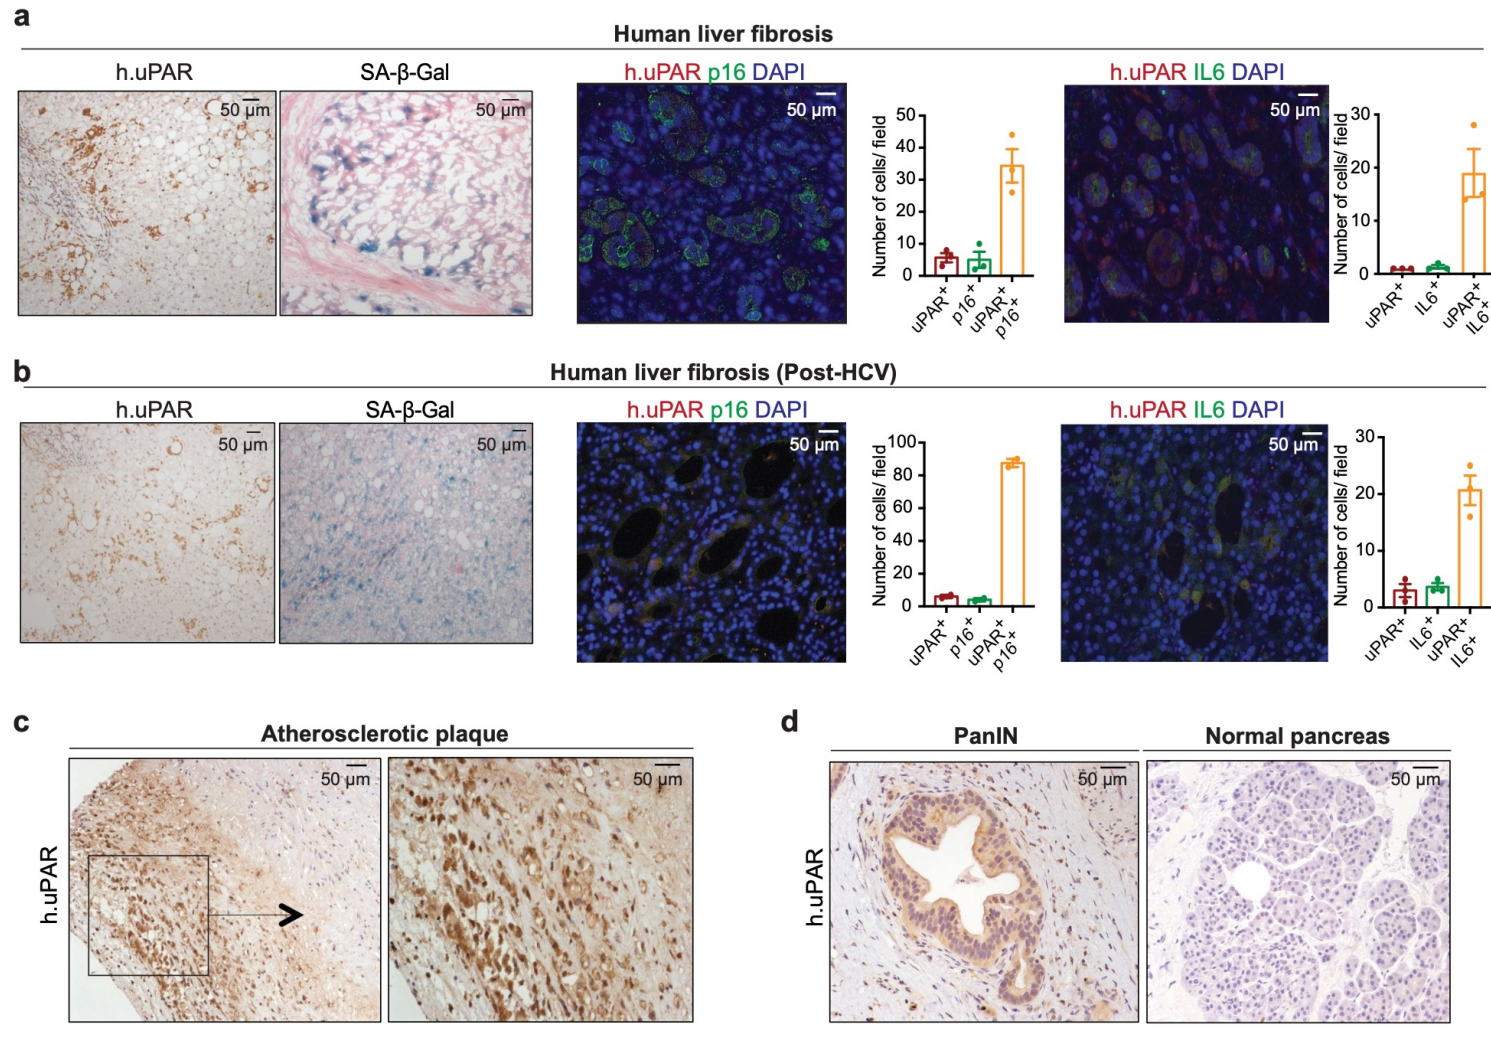 a
Human liver fibrosis
h.uPAR
SA-β-Gal
h.uPAR p16 DAPI
h.uPAR IL6 DAPI
50 µm
50 µm
50 µm
50 µm
Number of cells/ field
50
40
30
20
10
0
uPAR+
p16+
uPAR+
p16+
Number of cells/ field
30
20
10
0
uPAR+
IL6+
uPAR+
IL6+
b
Human liver fibrosis (Post-HCV)
h.uPAR
SA-β-Gal
h.uPAR p16 DAPI
h.uPAR IL6 DAPI
50 µm
50 µm
50 µm
50 µm
Number of cells/ field
100
80
60
40
20
0
uPAR+
p16+
uPAR+
p16+
Number of cells/ field
30
20
10
0
uPAR+
IL6+
uPAR+
IL6+
c
Atherosclerotic plaque
h.uPAR
50 µm
50 µm
d
PanIN
Normal pancreas
h.uPAR
50 µm
50 µm